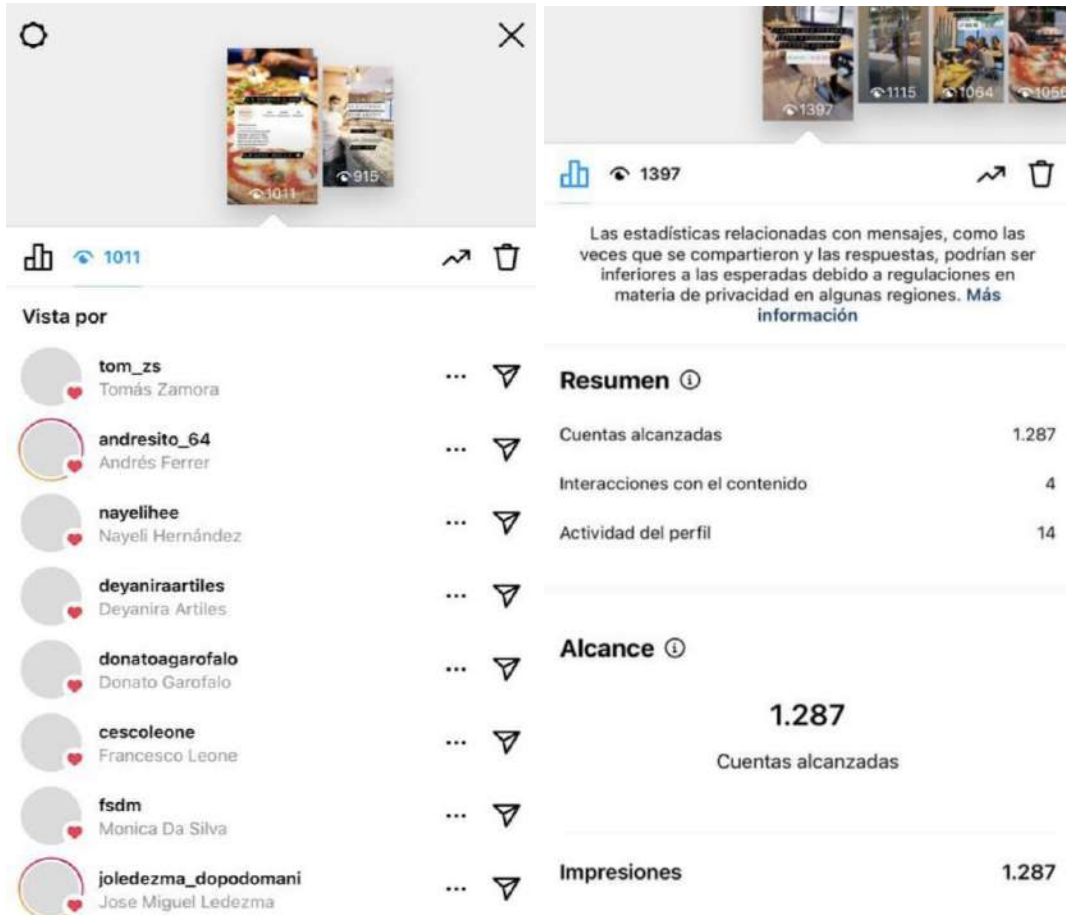 1011
915
1011
Vista por
tom_zs
Tomás Zamora
andresito_64
Andrés Ferrer
nayelihee
Nayeli Hernández
deyaniraartiles
Deyanira Artiles
donatoagarofalo
Donato Garofalo
cescoleone
Francesco Leone
fsdm
Monica Da Silva
joledezma_dopodomani
Jose Miguel Ledezma
1397
1115
1064
1397
Las estadísticas relacionadas con mensajes, como las
veces que se compartieron y las respuestas, podrían ser
inferiores a las esperadas debido a regulaciones en
materia de privacidad en algunas regiones. Más
información
Resumen
Cuentas alcanzadas 1.287
Interacciones con el contenido 4
Actividad del perfil 14
Alcance
1.287
Cuentas alcanzadas
Impresiones 1.287